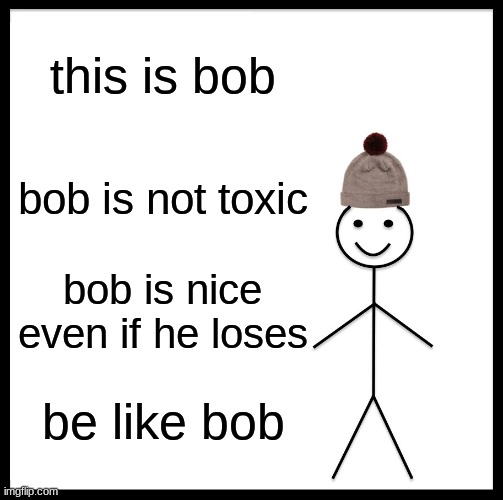 this is bob
bob is not toxic
bob is nice
even if he loses
be like bob
imgflip.com